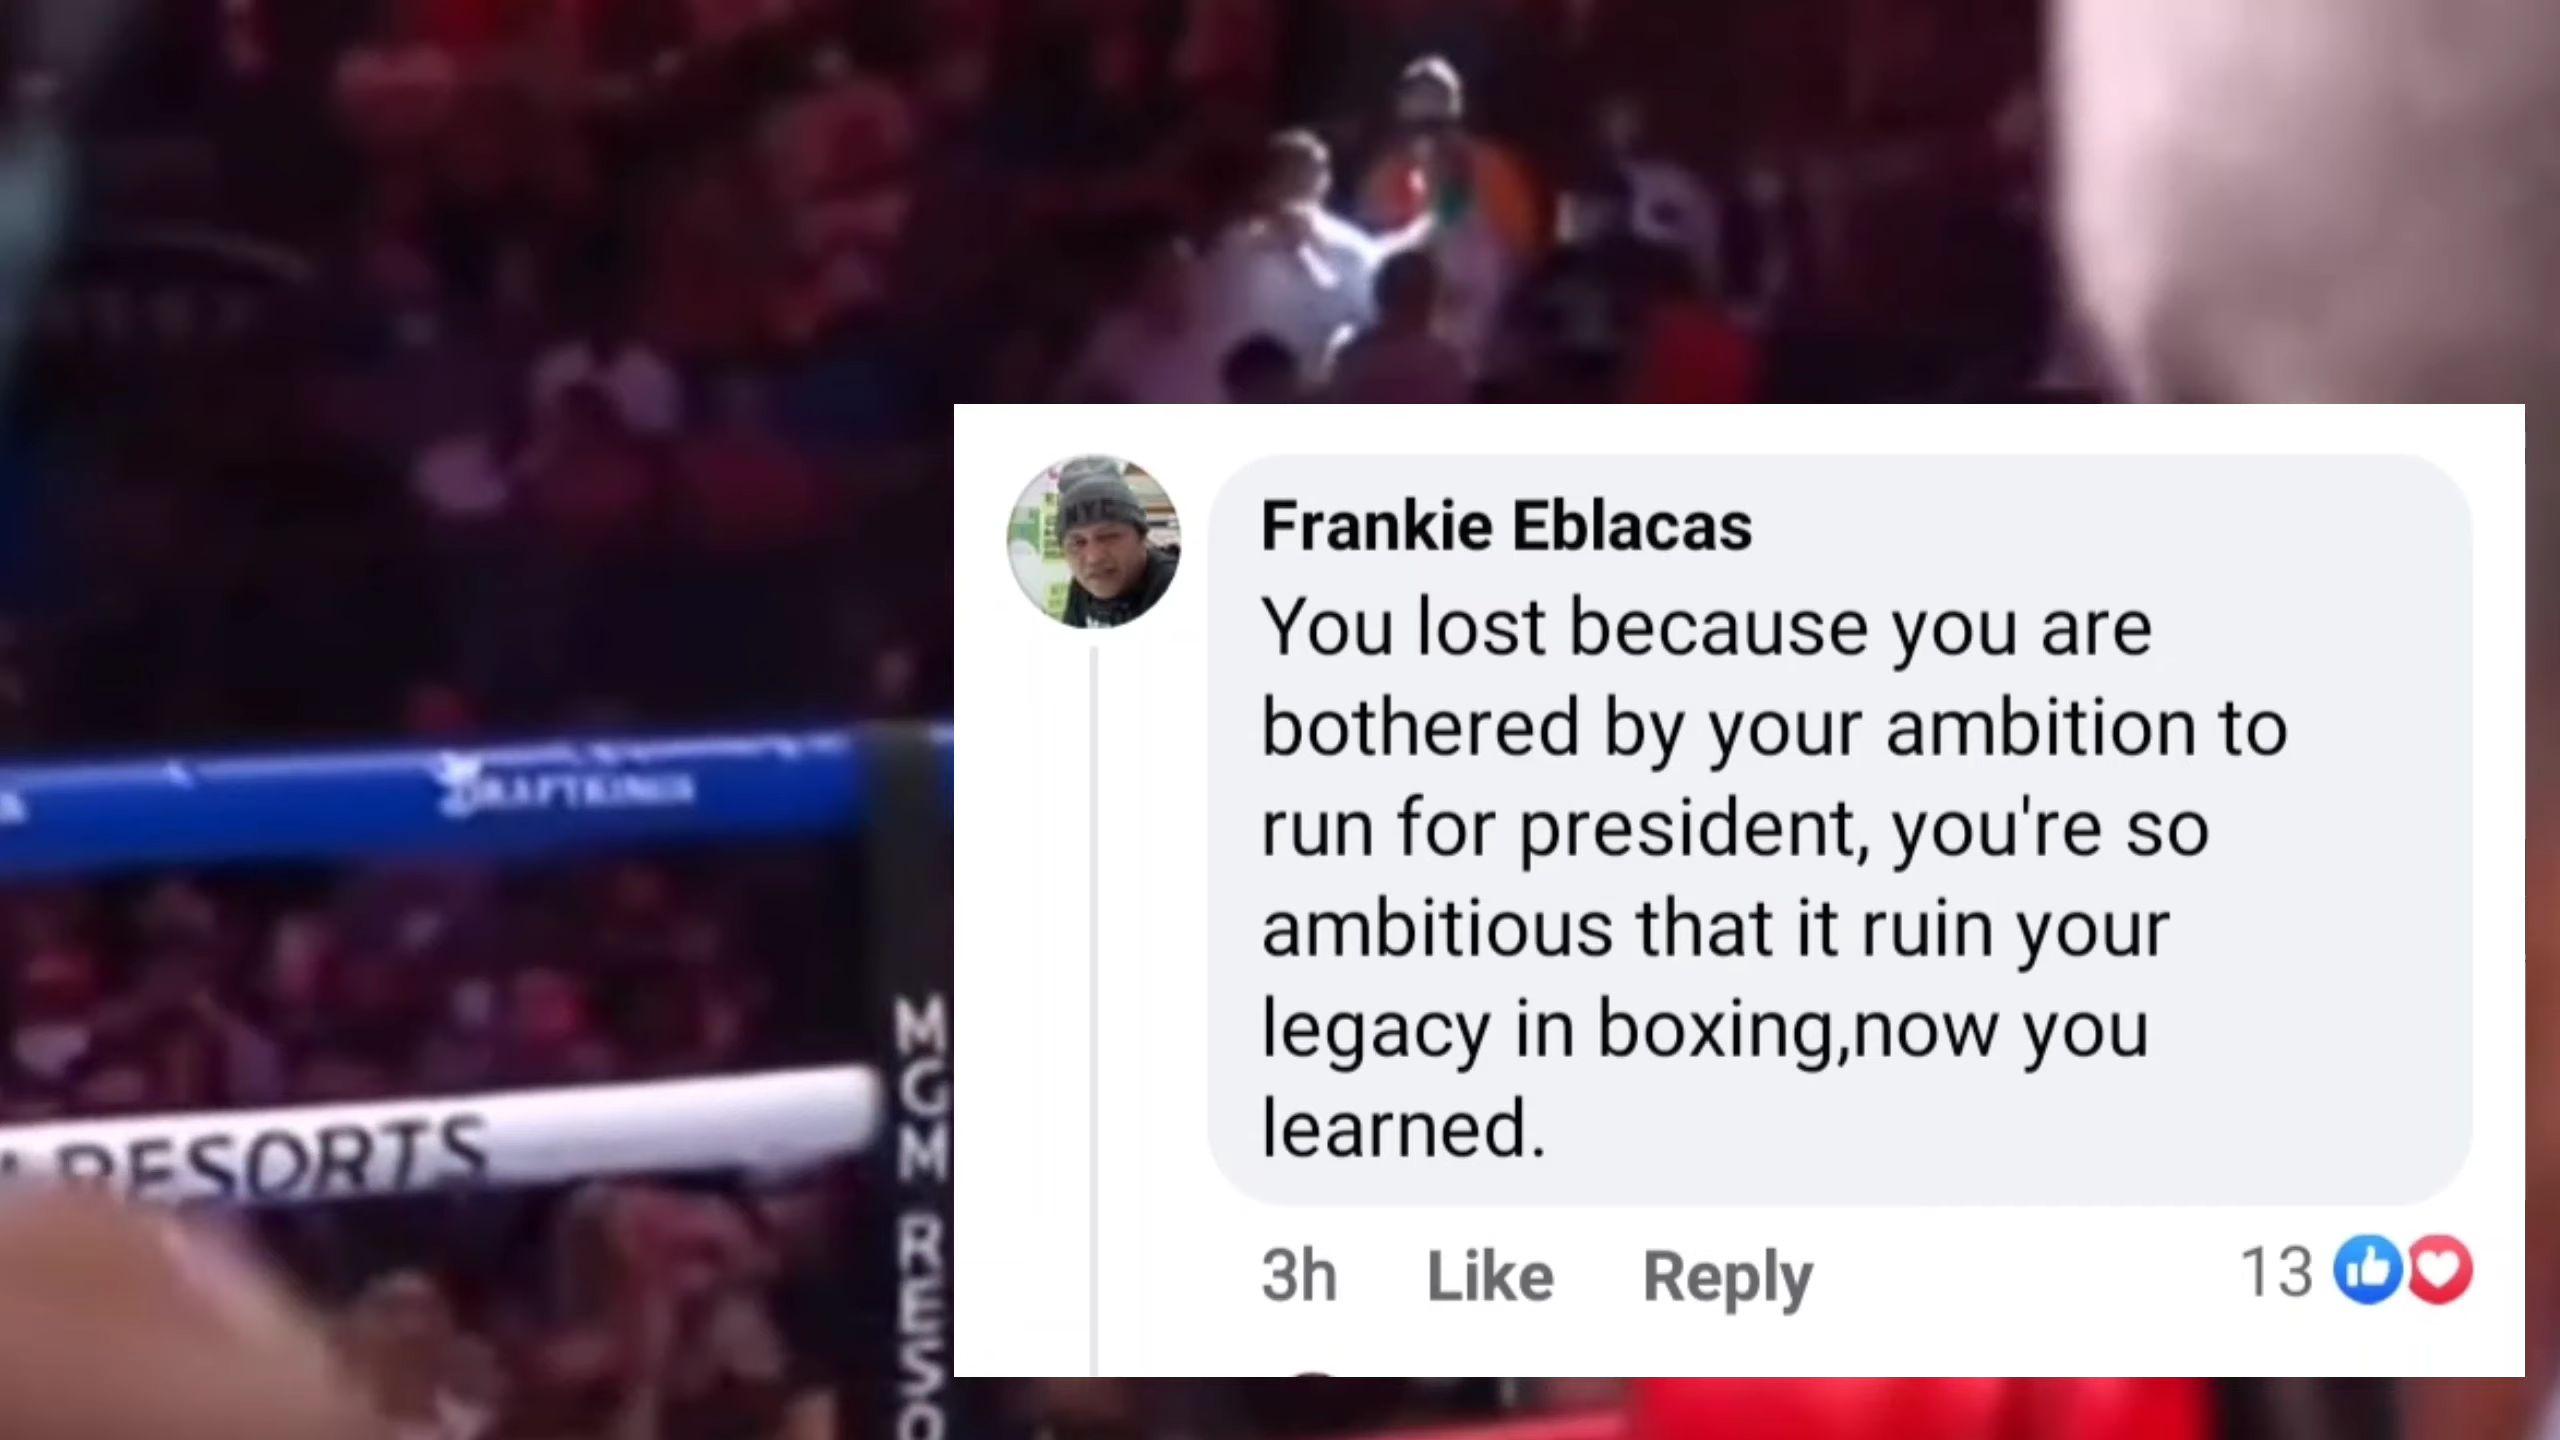 NYC
Frankie Eblacas
You lost because you are
bothered by your ambition to
run for president, you're so
ambitious that it ruin your
legacy in boxing,now you
learned.
3h Like Reply 13
DRAFTKINGS
RESORTS
MGM RESO